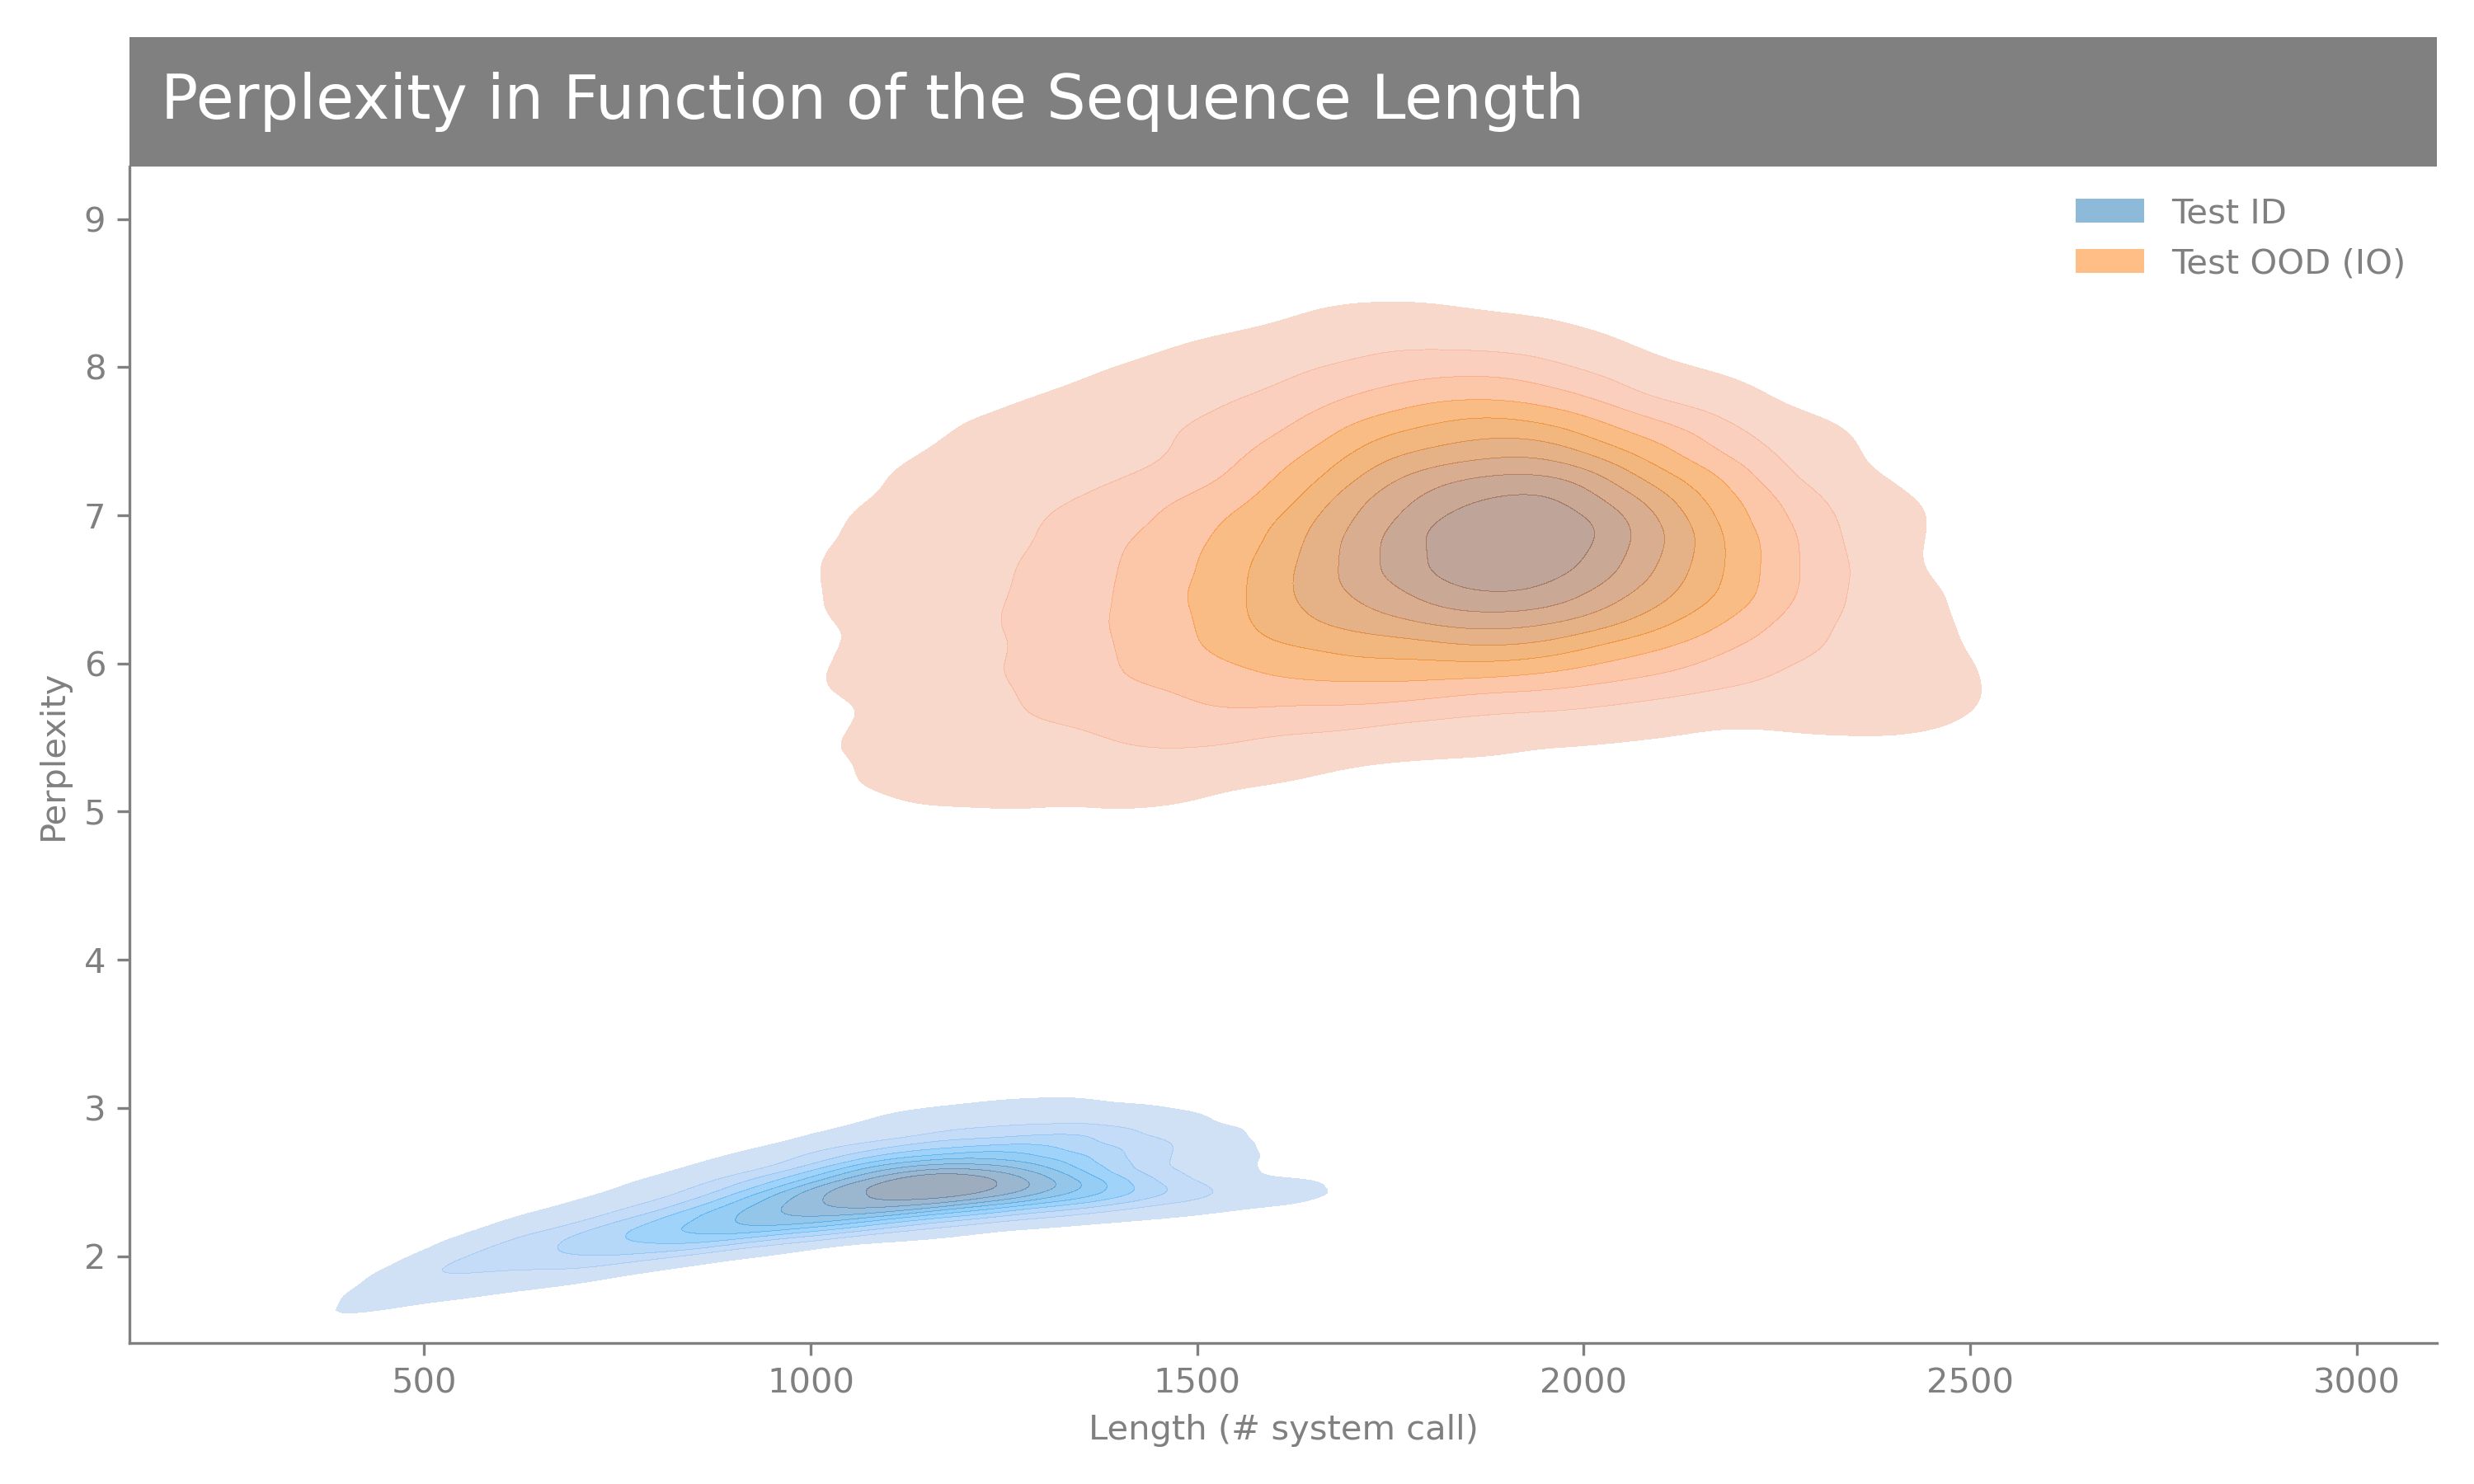 Perplexity in Function of the Sequence Length
Test ID
Test OOD (IO)
9
8
7
6
5
4
3
2
Perplexity
500 1000 1500 2000 2500 3000
Length (# system call)